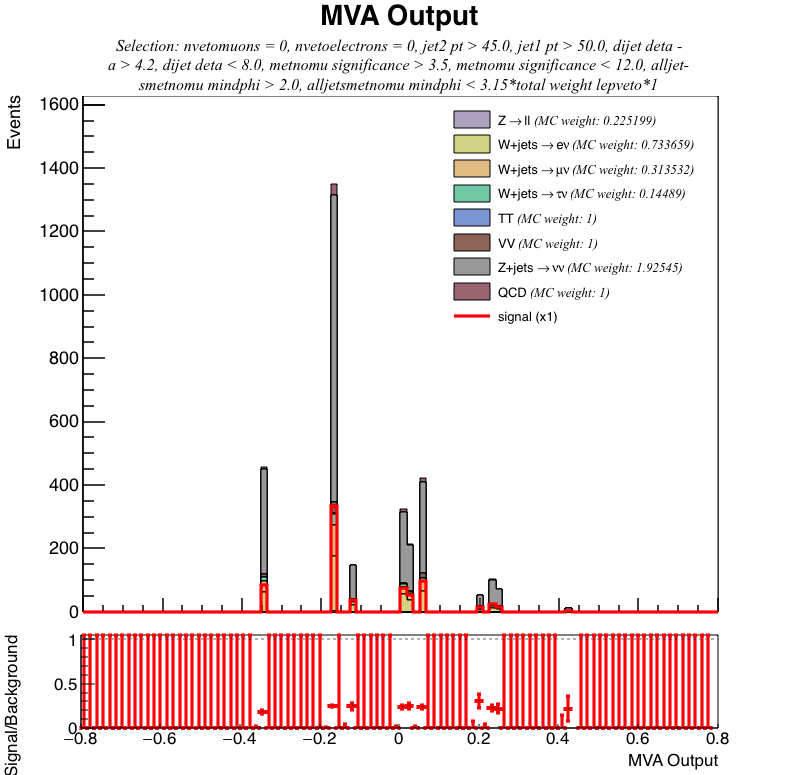 MVA Output
Selection: nvetomuons = 0, nvetoelectrons = 0, jet2 pt > 45.0, jet1 pt > 50.0, dijet deta -
a > 4.2, dijet deta < 8.0, metnomu significance > 3.5, metnomu significance < 12.0, alljet-
smetnomu mindphi > 2.0, alljetsmetnomu mindphi < 3.15*total weight lepveto*1
Events
1600
1400
1200
1000
800
600
400
200
0
Z→ll (MC weight: 0.225199)
W+jets→eν (MC weight: 0.733659)
W+jets→μν (MC weight: 0.313532)
W+jets→τν (MC weight: 0.14489)
TT (MC weight: 1)
VV (MC weight: 1)
Z+jets→νν (MC weight: 1.92545)
QCD (MC weight: 1)
signal (x1)
Signal/Background
1
0.5
0
−0.8 −0.6 −0.4 −0.2 0 0.2 0.4 0.6 0.8
MVA Output